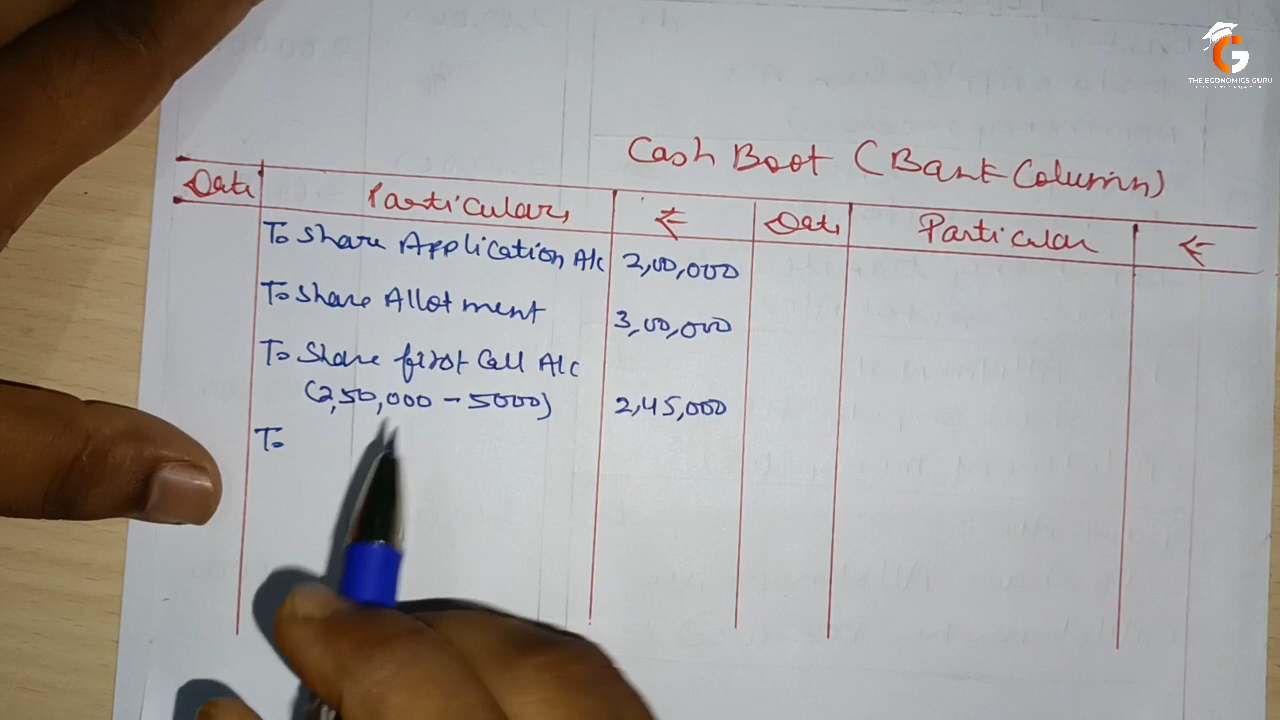 THE ECONOMICS GURU
Cash Book (Bank Column)
Date Particulars ₹ Date Particular ₹
To Share Application A/c 2,00,000
To Share Allotment 3,00,000
To Share first Call A/c
(2,50,000 - 5000) 2,45,000
To